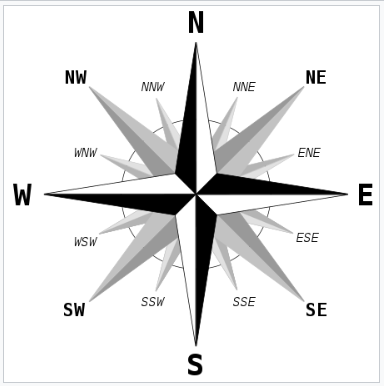 N
NW NNW NNE NE
WNW ENE
W E
WSW ESE
SW SSW SSE SE
S